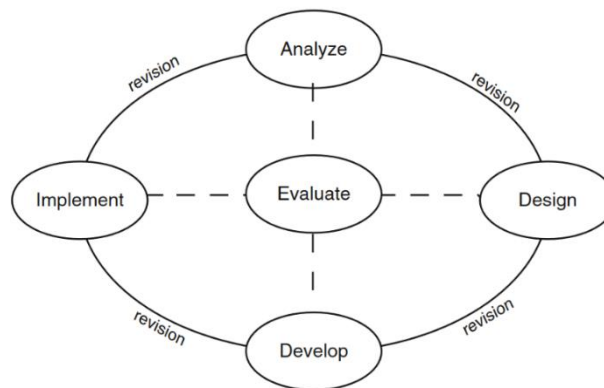 Analyze
revision
revision
Implement
Evaluate
Design
revision
revision
Develop